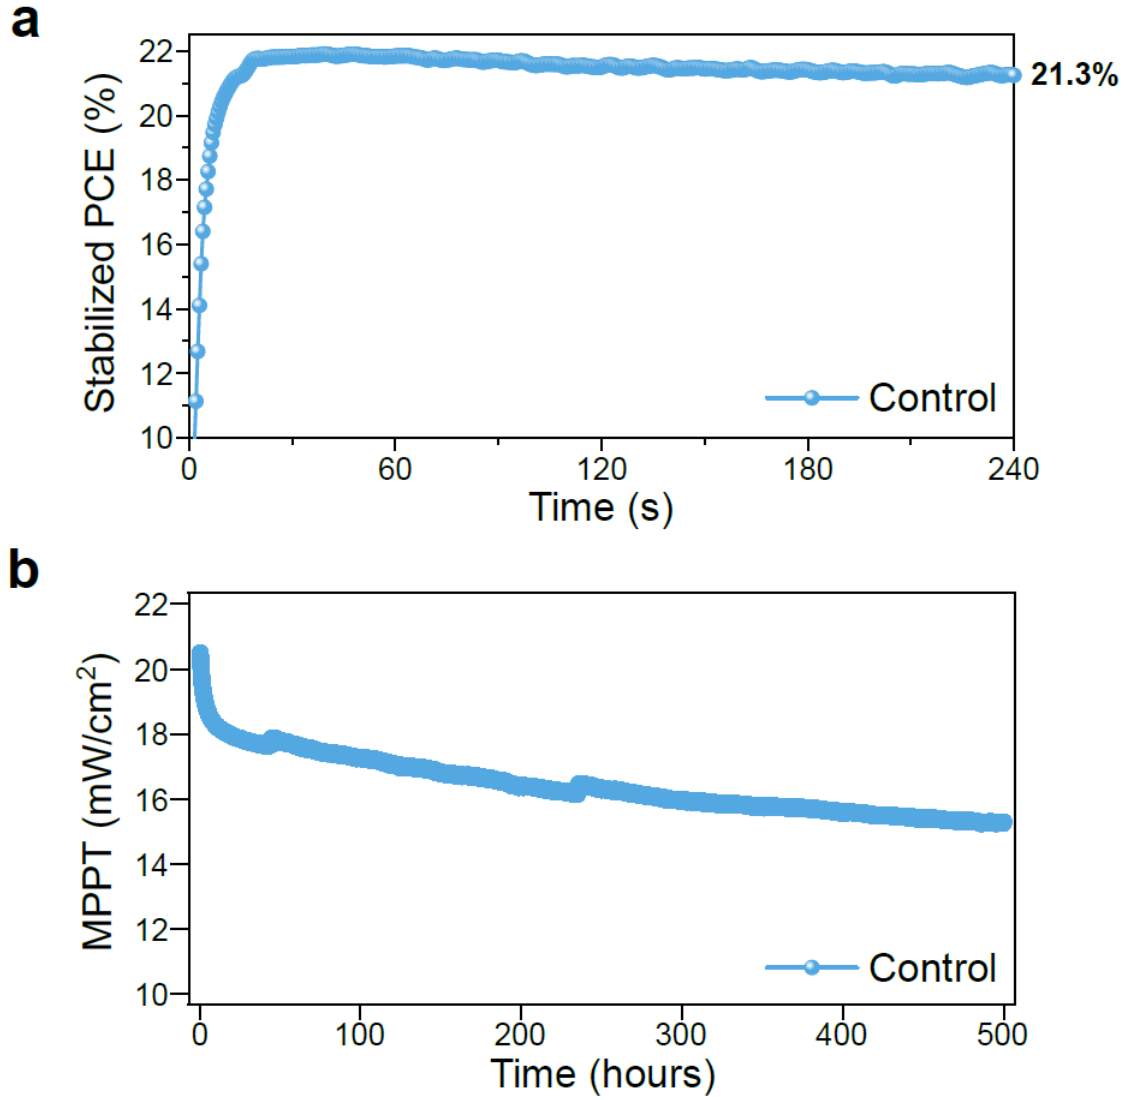 a
22
20
18
16
14
12
10
Stabilized PCE (%)
21.3%
Control
0 60 120 180 240
Time (s)
b
22
20
18
16
14
12
10
MPPT (mW/cm²)
Control
0 100 200 300 400 500
Time (hours)